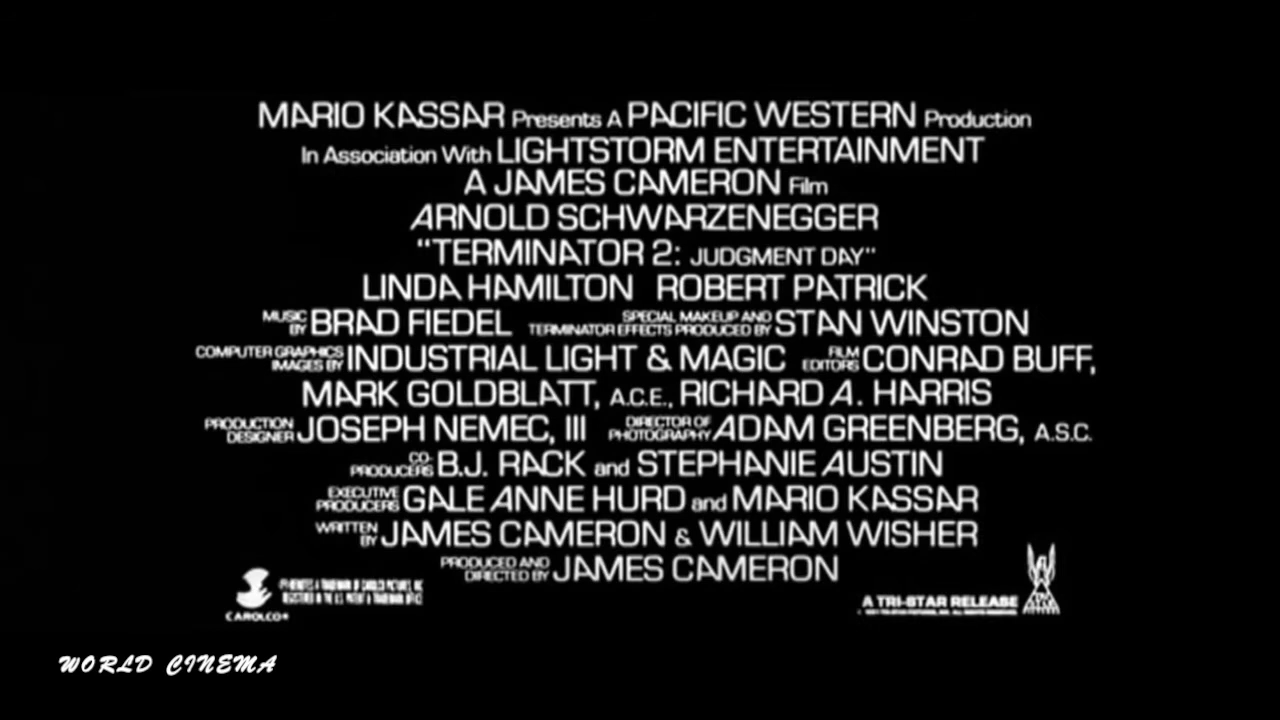 MARIO KASSAR Presents A PACIFIC WESTERN Production
In Association With LIGHTSTORM ENTERTAINMENT
A JAMES CAMERON Film
ARNOLD SCHWARZENEGGER
"TERMINATOR 2: JUDGMENT DAY"
LINDA HAMILTON ROBERT PATRICK
MUSIC BY BRAD FIEDEL SPECIAL MAKEUP AND TERMINATOR EFFECTS PRODUCED BY STAN WINSTON
COMPUTER GRAPHICS IMAGES BY INDUSTRIAL LIGHT & MAGIC FILM EDITORS CONRAD BUFF,
MARK GOLDBLATT, A.C.E., RICHARD A. HARRIS
PRODUCTION DESIGNER JOSEPH NEMEC, III DIRECTOR OF PHOTOGRAPHY ADAM GREENBERG, A.S.C.
CO-PRODUCERS B.J. RACK and STEPHANIE AUSTIN
EXECUTIVE PRODUCERS GALE ANNE HURD and MARIO KASSAR
WRITTEN BY JAMES CAMERON & WILLIAM WISHER
PRODUCED AND DIRECTED BY JAMES CAMERON
CAROLCO
A TRI-STAR RELEASE
WORLD CINEMA